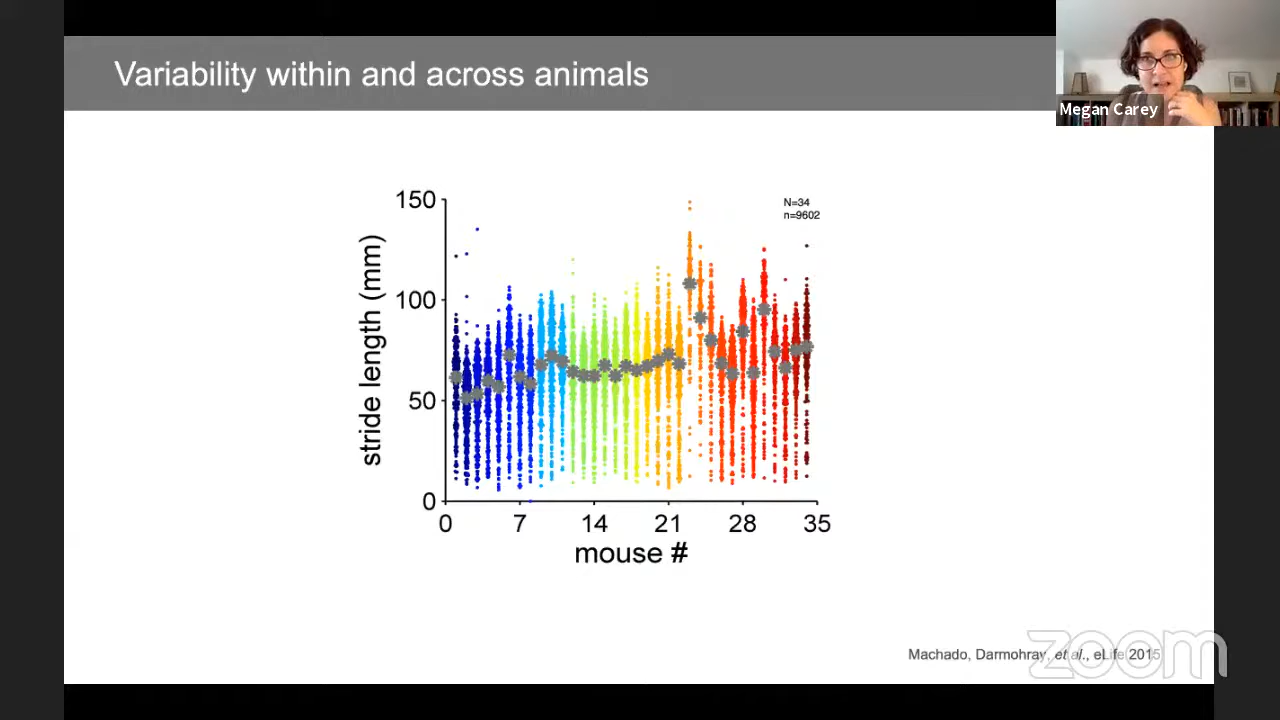 Variability within and across animals
Megan Carey
N=34
n=9602
150
100
50
0
stride length (mm)
0 7 14 21 28 35
mouse #
Machado, Darmohray, et al., eLife 2015
zoom